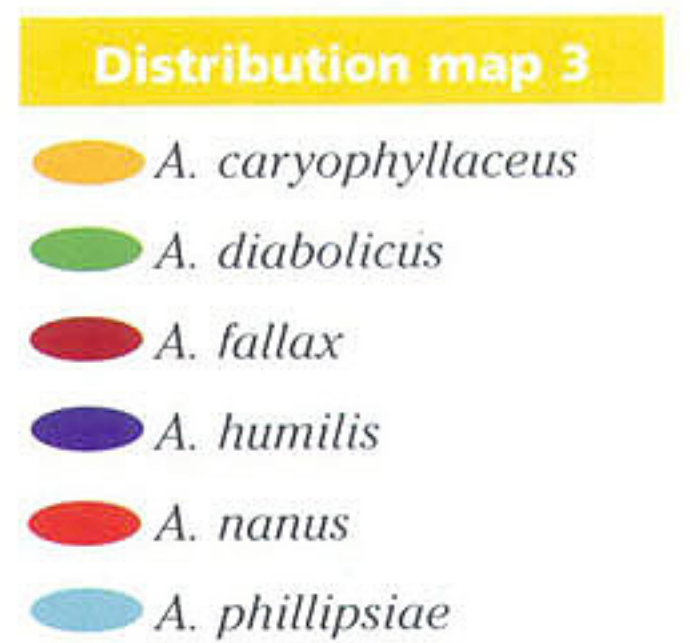 Distribution map 3
A. caryophyllaceus
A. diabolicus
A. fallax
A. humilis
A. nanus
A. phillipsiae